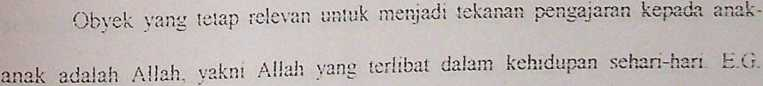 Obyek yang tetap relevan untuk menjadi tekanan pengajaran kepada anak-
anak adalah Allah, yakni Allah yang terlibat dalam kehidupan sehari-hari. E.G.